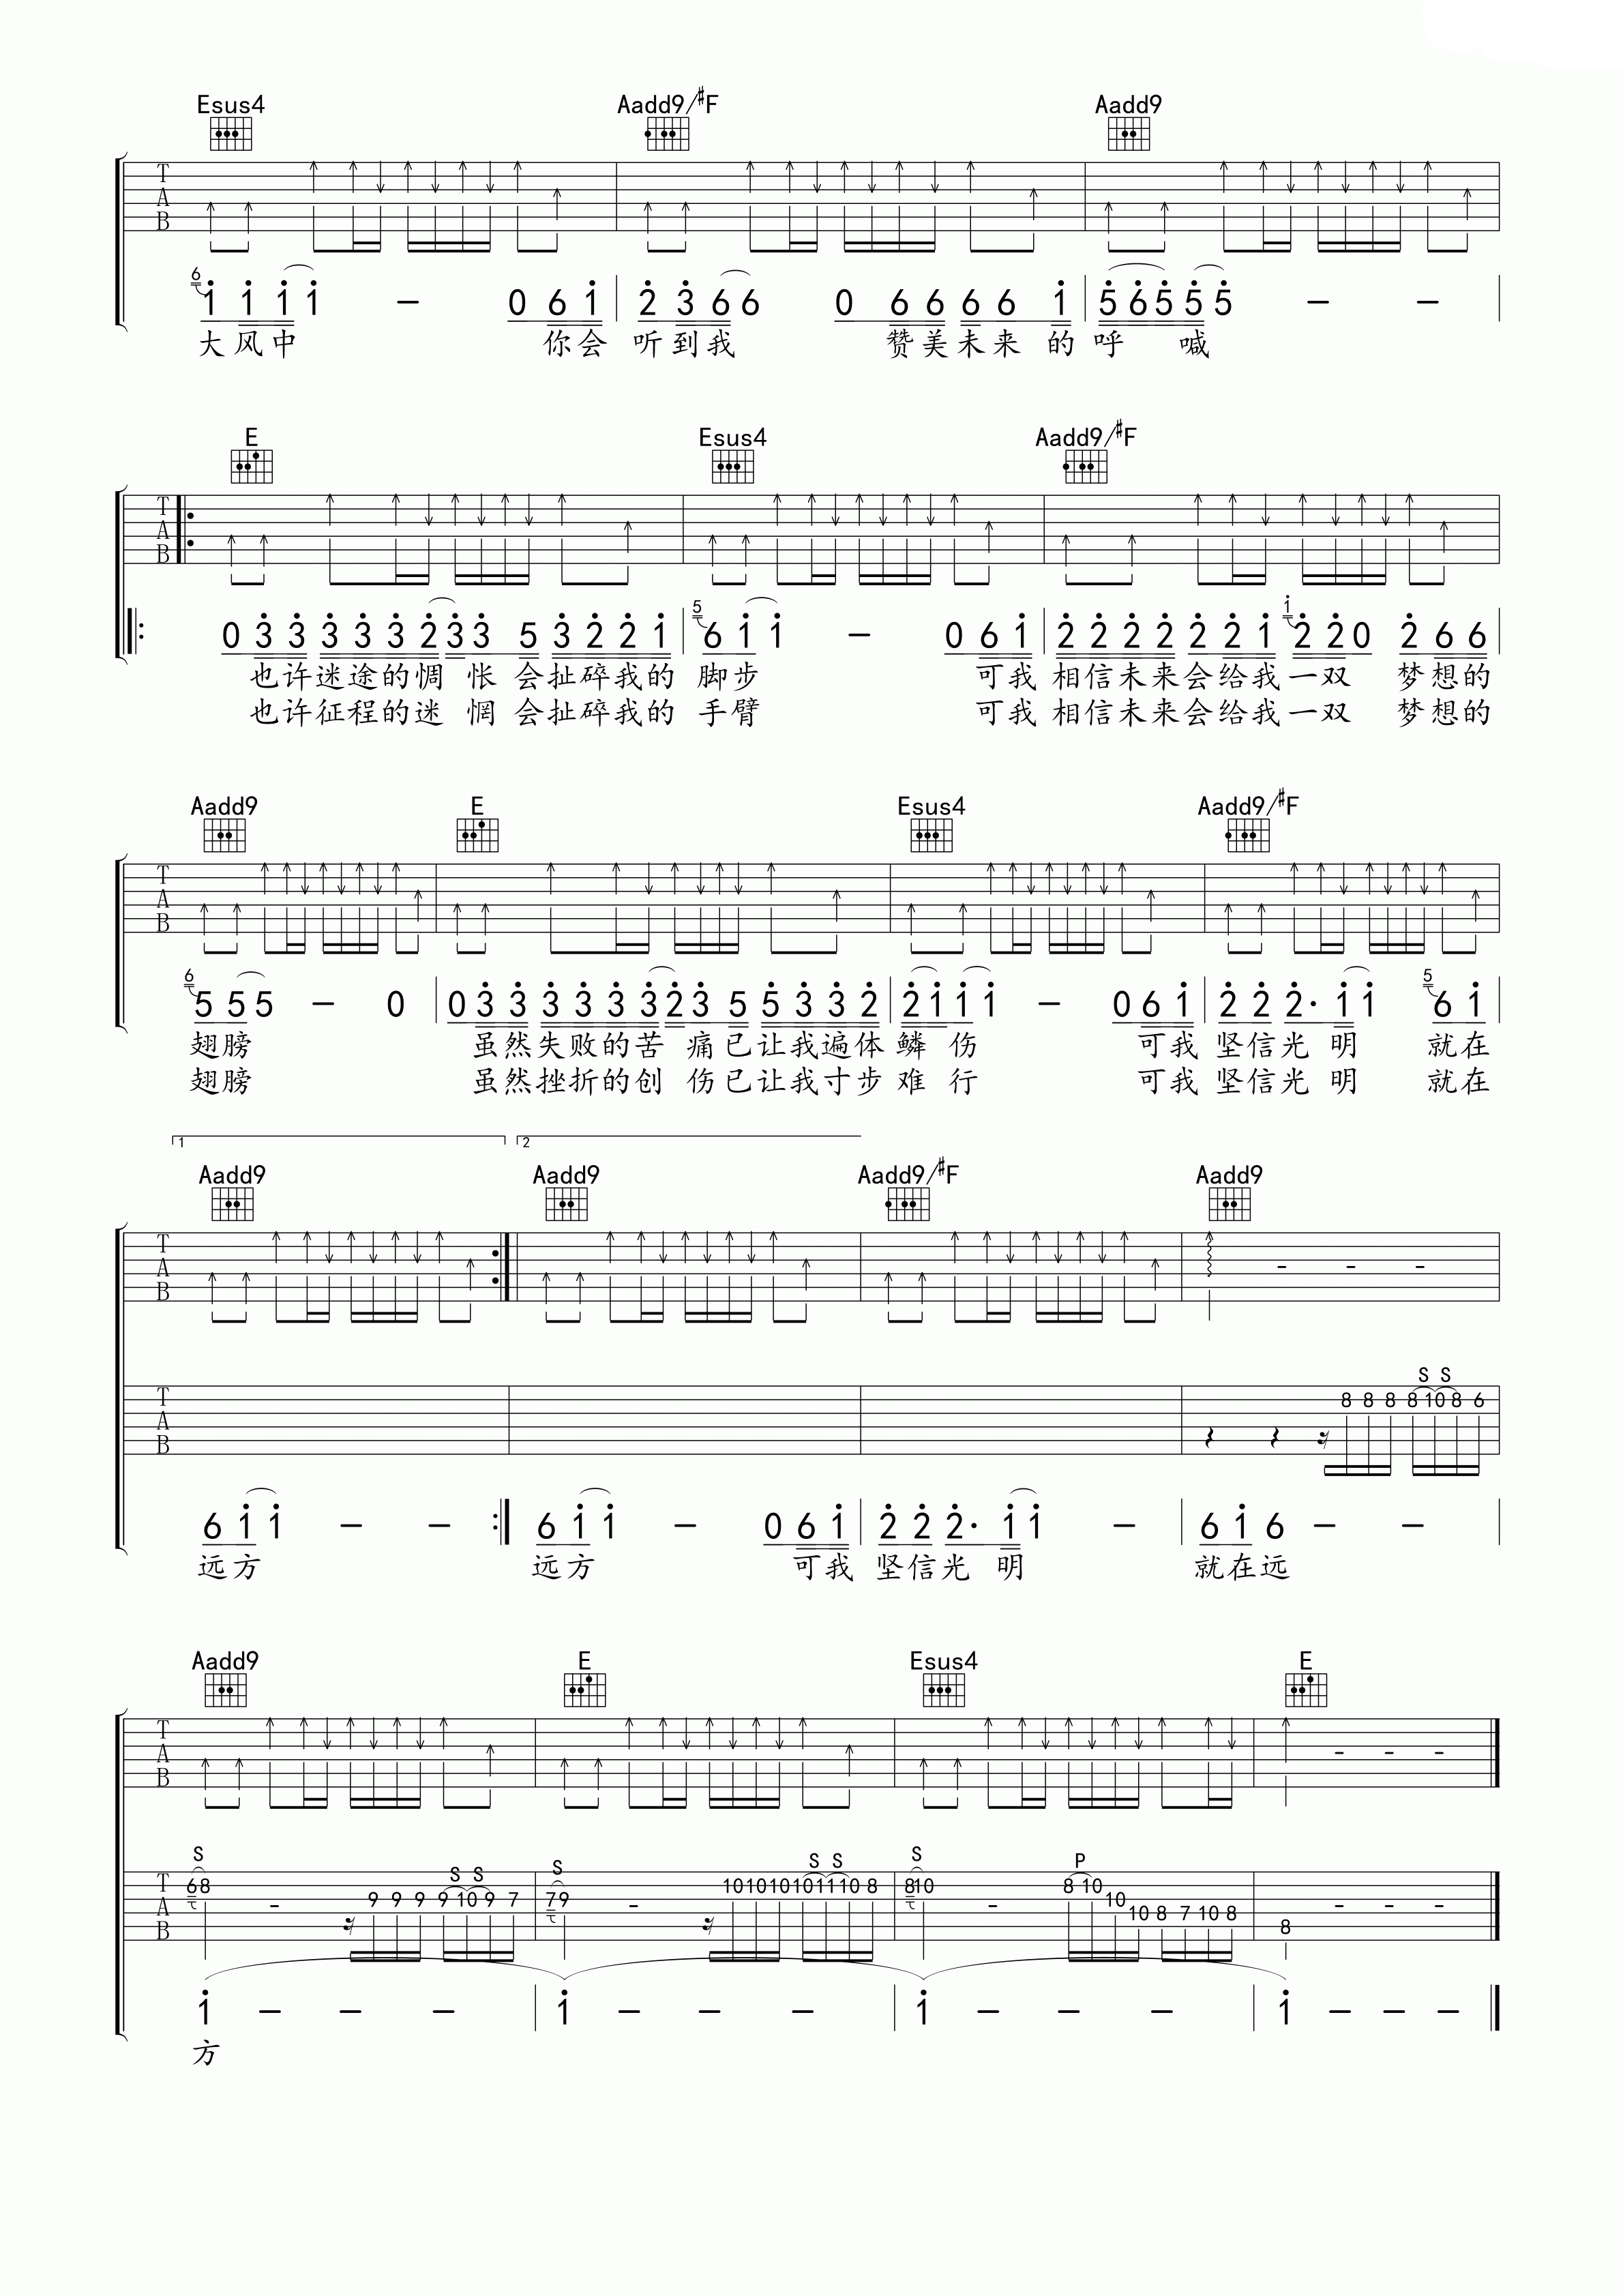 Esus4 Aadd9/#F Aadd9
T A B
6 1 1 1 1 - 0 6 1 2 3 6 6 0 6 6 6 6 1 5 6 5 5 5 - -
大风中 你会 听到我 赞美未来 的呼 喊
E Esus4 Aadd9/#F
T A B
0 3 3 3 3 3 2 3 3 5 3 2 2 1 5 6 1 1 - 0 6 1 2 2 2 2 2 2 1 1 2 2 0 2 6 6
也许迷途的惆 怅 会扯碎我的 脚步 可我 相信未来会给我一双 梦想的
也许征程的迷 惘 会扯碎我的 手臂 可我 相信未来会给我一双 梦想的
Aadd9 E Esus4 Aadd9/#F
T A B
6 5 5 5 - 0 0 3 3 3 3 3 3 2 3 5 5 3 3 2 2 1 1 1 - 0 6 1 2 2 2· 1 1 5 6 1
翅膀 虽然失败的苦 痛已让我遍体 鳞 伤 可我 坚信光 明 就在
翅膀 虽然挫折的创 伤已让我寸步 难 行 可我 坚信光 明 就在
1 2
Aadd9 Aadd9 Aadd9/#F Aadd9
T A B - - -
S S
T A B 8 8 8 8 10 8 6
6 1 1 - - 6 1 1 - 0 6 1 2 2 2· 1 1 - 6 1 6 - -
远方 远方 可我 坚信光 明 就在远
Aadd9 E Esus4 E
T A B - - -
S S S S S S S P
T A B 6 8 - 9 9 9 9 10 9 7 7 9 - 10 10 10 10 11 10 8 8 10 - 8 10 10 10 8 7 10 8 8 - - -
1 - - - 1 - - - 1 - - - 1 - - -
方